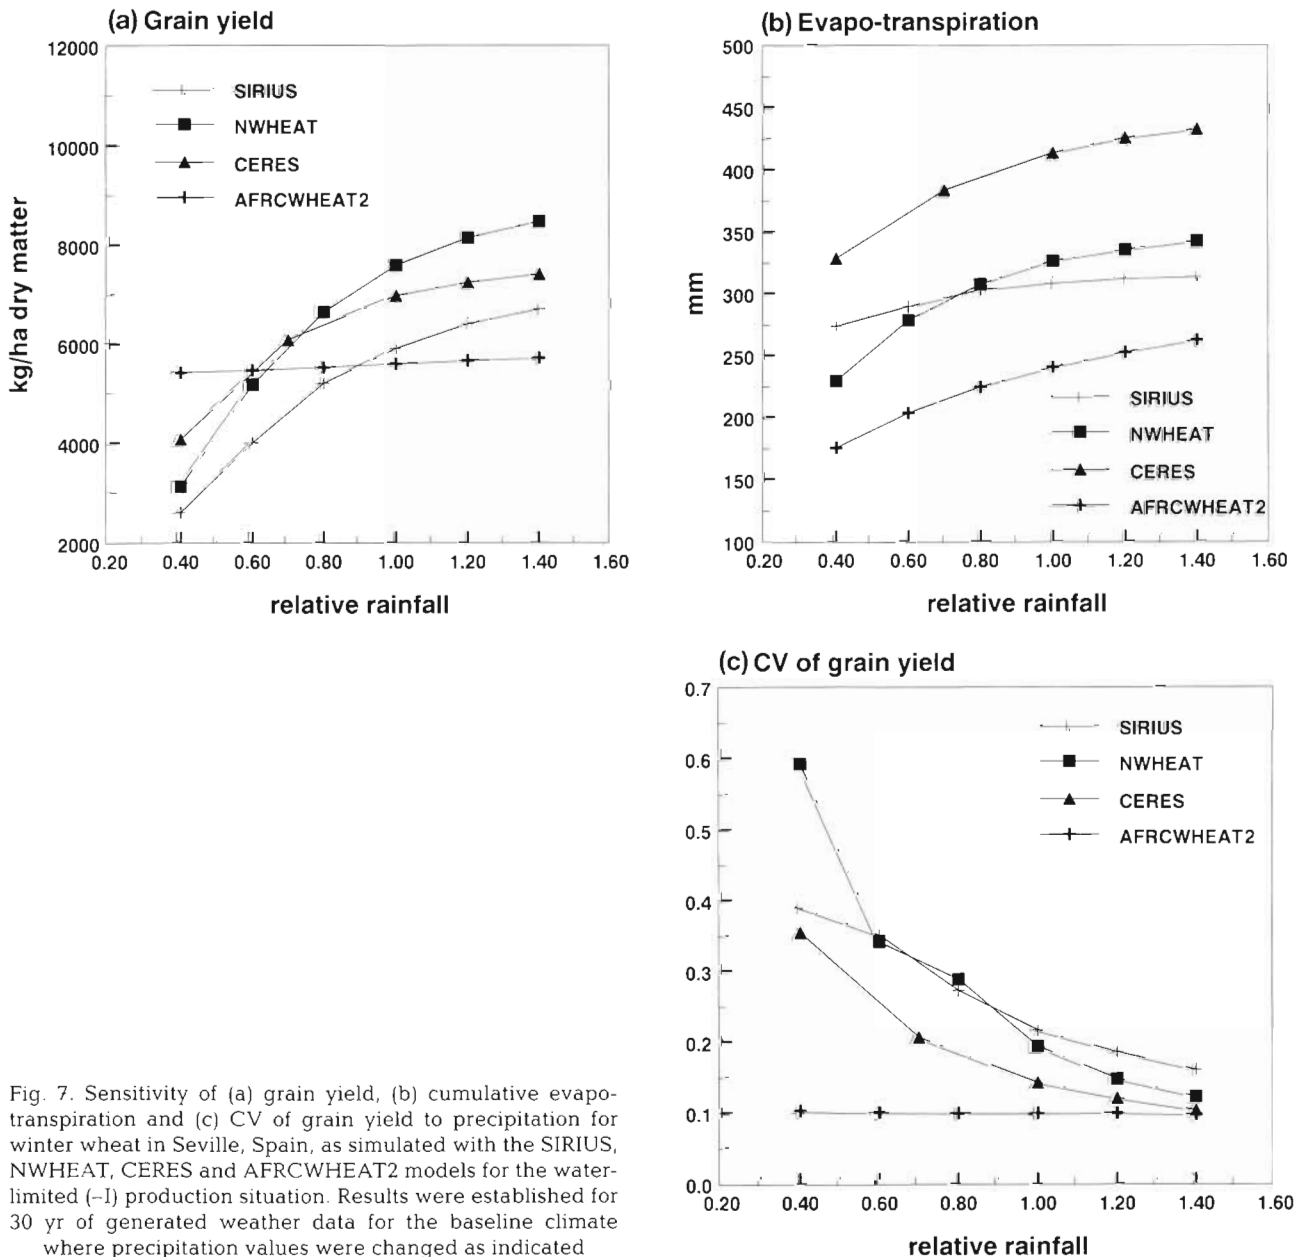 (a) Grain yield
12000
10000
8000
6000
4000
2000
kg/ha dry matter
SIRIUS
NWHEAT
CERES
AFRCWHEAT2
0.20 0.40 0.60 0.80 1.00 1.20 1.40 1.60
relative rainfall
(b) Evapo-transpiration
500
450
400
350
300
250
200
150
100
mm
SIRIUS
NWHEAT
CERES
AFRCWHEAT2
0.20 0.40 0.60 0.80 1.00 1.20 1.40 1.60
relative rainfall
(c) CV of grain yield
0.7
0.6
0.5
0.4
0.3
0.2
0.1
0.0
SIRIUS
NWHEAT
CERES
AFRCWHEAT2
0.20 0.40 0.60 0.80 1.00 1.20 1.40 1.60
relative rainfall
Fig. 7. Sensitivity of (a) grain yield, (b) cumulative evapo-
transpiration and (c) CV of grain yield to precipitation for
winter wheat in Seville, Spain, as simulated with the SIRIUS,
NWHEAT, CERES and AFRCWHEAT2 models for the water-
limited (–I) production situation. Results were established for
30 yr of generated weather data for the baseline climate
where precipitation values were changed as indicated